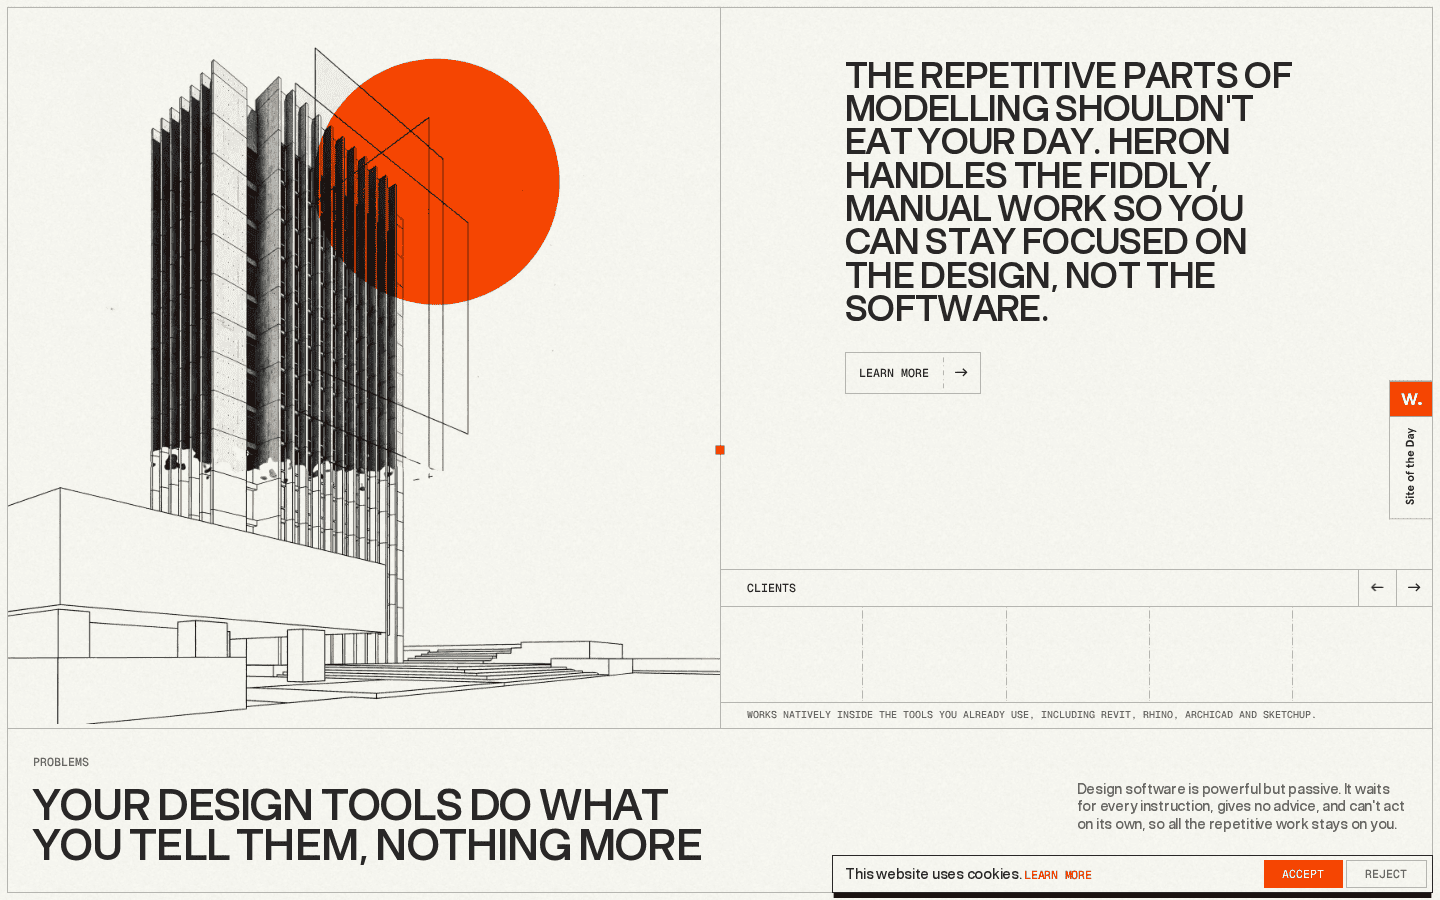 THE REPETITIVE PARTS OF
MODELLING SHOULDN'T
EAT YOUR DAY. HERON
HANDLES THE FIDDLY,
MANUAL WORK SO YOU
CAN STAY FOCUSED ON
THE DESIGN, NOT THE
SOFTWARE.
LEARN MORE →
W.
Site of the Day
CLIENTS ← →
WORKS NATIVELY INSIDE THE TOOLS YOU ALREADY USE, INCLUDING REVIT, RHINO, ARCHICAD AND SKETCHUP.
PROBLEMS
YOUR DESIGN TOOLS DO WHAT
YOU TELL THEM, NOTHING MORE
Design software is powerful but passive. It waits
for every instruction, gives no advice, and can't act
on its own, so all the repetitive work stays on you.
This website uses cookies. LEARN MORE
ACCEPT
REJECT